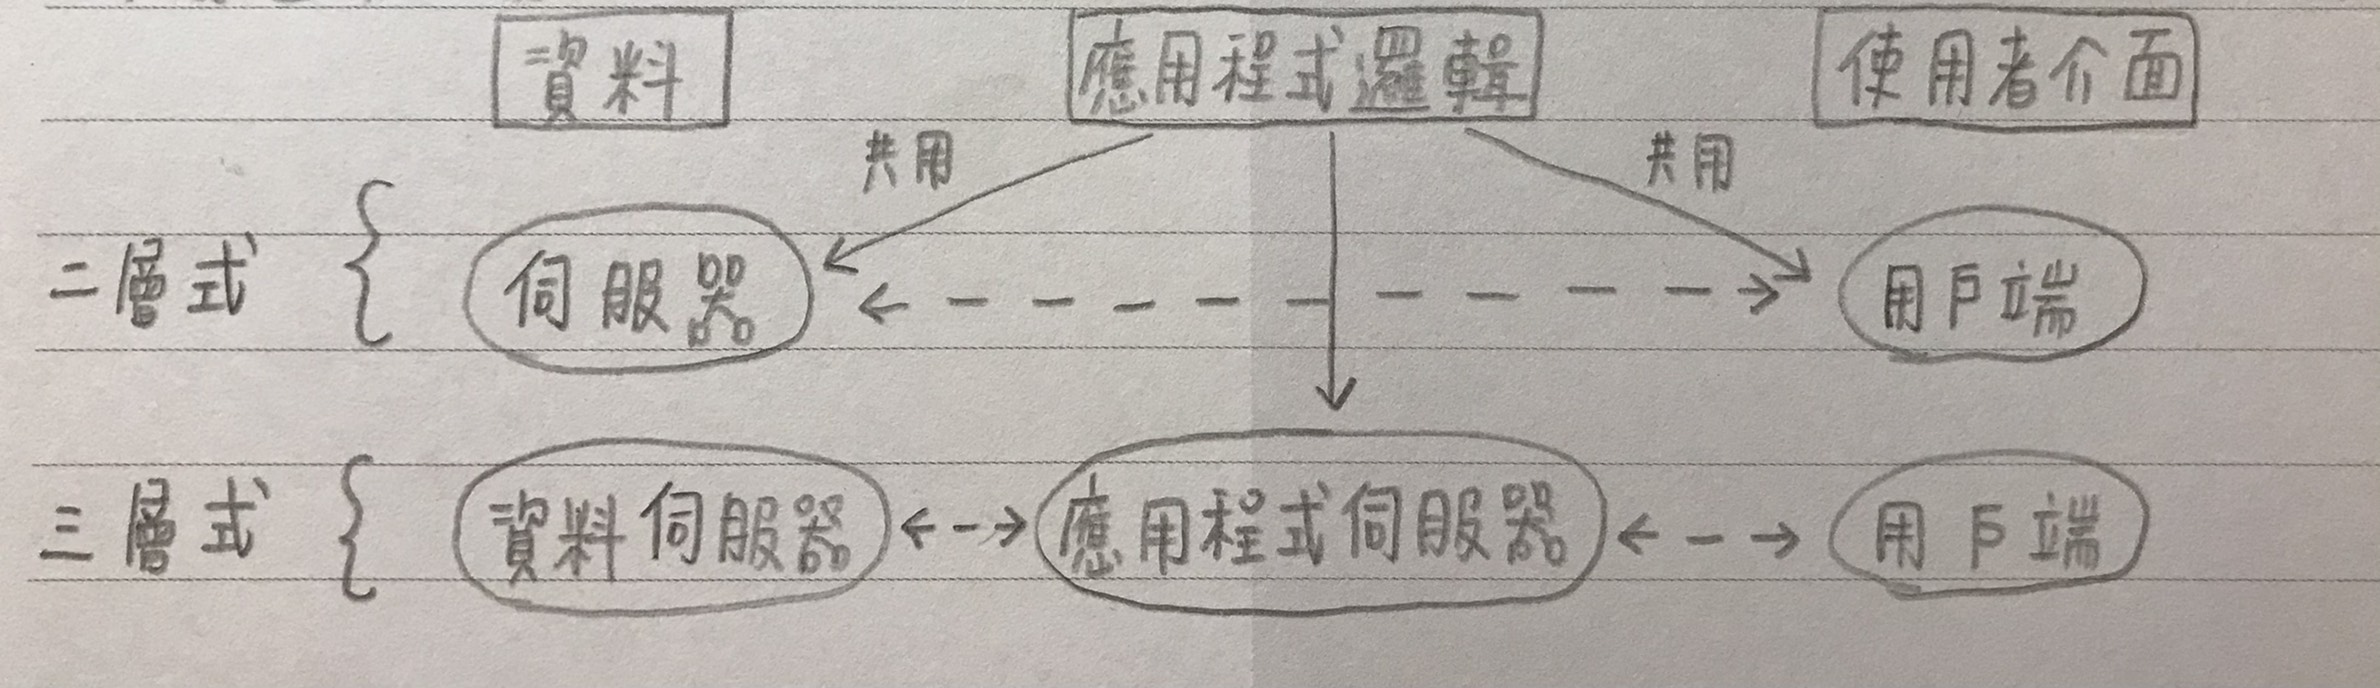 資料 應用程式邏輯 使用者介面
共用 共用
二層式 伺服器 用戶端
三層式 資料伺服器 應用程式伺服器 用戶端